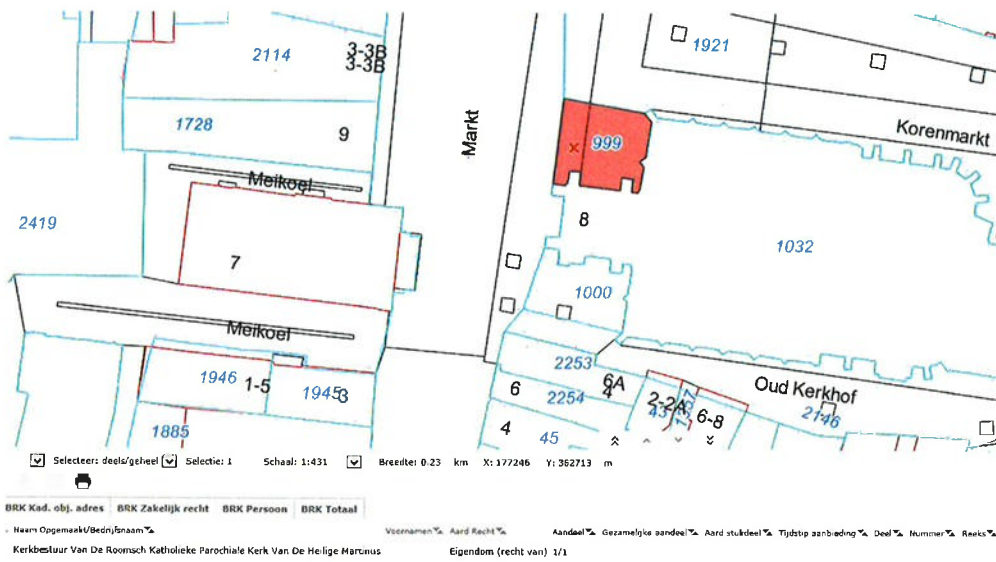 2114
3-3B
3-3B
1921
1728
9
Markt
999
Korenmarkt
Meikoel
2419
8
1032
7
1000
Meikoel
2253
1946
1-5
1945
3
6
2254
6A
4
2-2A
43
1357
6-8
Oud Kerkhof
2146
1885
4
45
Selecteer: deels/geheel Selectie: 1 Schaal: 1:431 Breedte: 0.23 km X: 177246 Y: 362713 m
BRK Kad. obj. adres BRK Zakelijk recht BRK Persoon BRK Totaal
Naam Opgemaakt/Bedrijfsnaam Voornamen Aard Recht Aandeel Gezamelijke aandeel Aard stukdeel Tijdstip aanbieding Deel Nummer Reeks
Kerkbestuur Van De Roomsch Katholieke Parochiale Kerk Van De Heilige Martinus Eigendom (recht van) 1/1